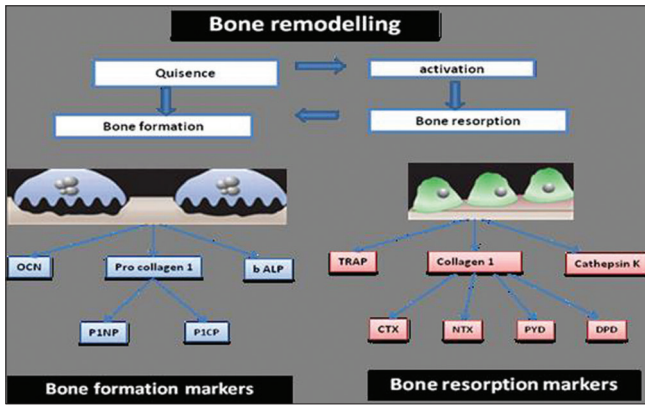 Bone remodelling
Quisence
activation
Bone formation
Bone resorption
OCN
Pro collagen 1
b ALP
TRAP
Collagen 1
Cathepsin K
P1NP
P1CP
CTX
NTX
PYD
DPD
Bone formation markers
Bone resorption markers